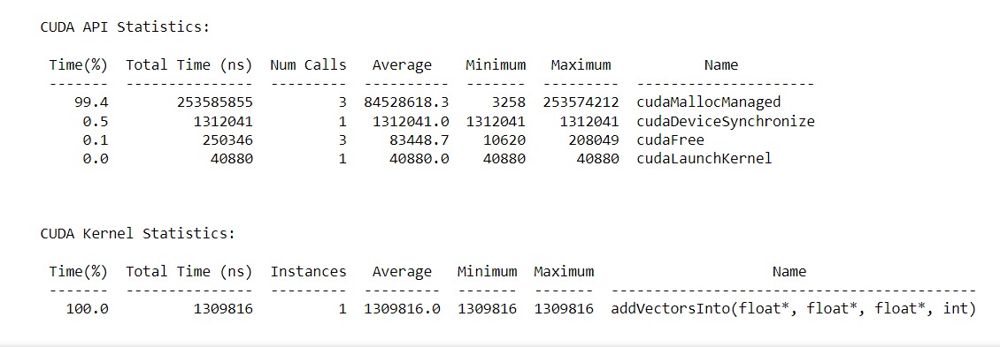 CUDA API Statistics:
Time(%)  Total Time (ns)  Num Calls   Average    Minimum   Maximum           Name
-------  ---------------  ---------  ----------  -------  ---------  ---------------------
   99.4        253585855          3  84528618.3     3258  253574212  cudaMallocManaged
    0.5          1312041          1   1312041.0  1312041    1312041  cudaDeviceSynchronize
    0.1           250346          3     83448.7    10620     208049  cudaFree
    0.0            40880          1     40880.0    40880      40880  cudaLaunchKernel
CUDA Kernel Statistics:
Time(%)  Total Time (ns)  Instances   Average   Minimum  Maximum                     Name
-------  ---------------  ---------  ---------  -------  -------  -------------------------------------------
  100.0          1309816          1  1309816.0  1309816  1309816  addVectorsInto(float*, float*, float*, int)